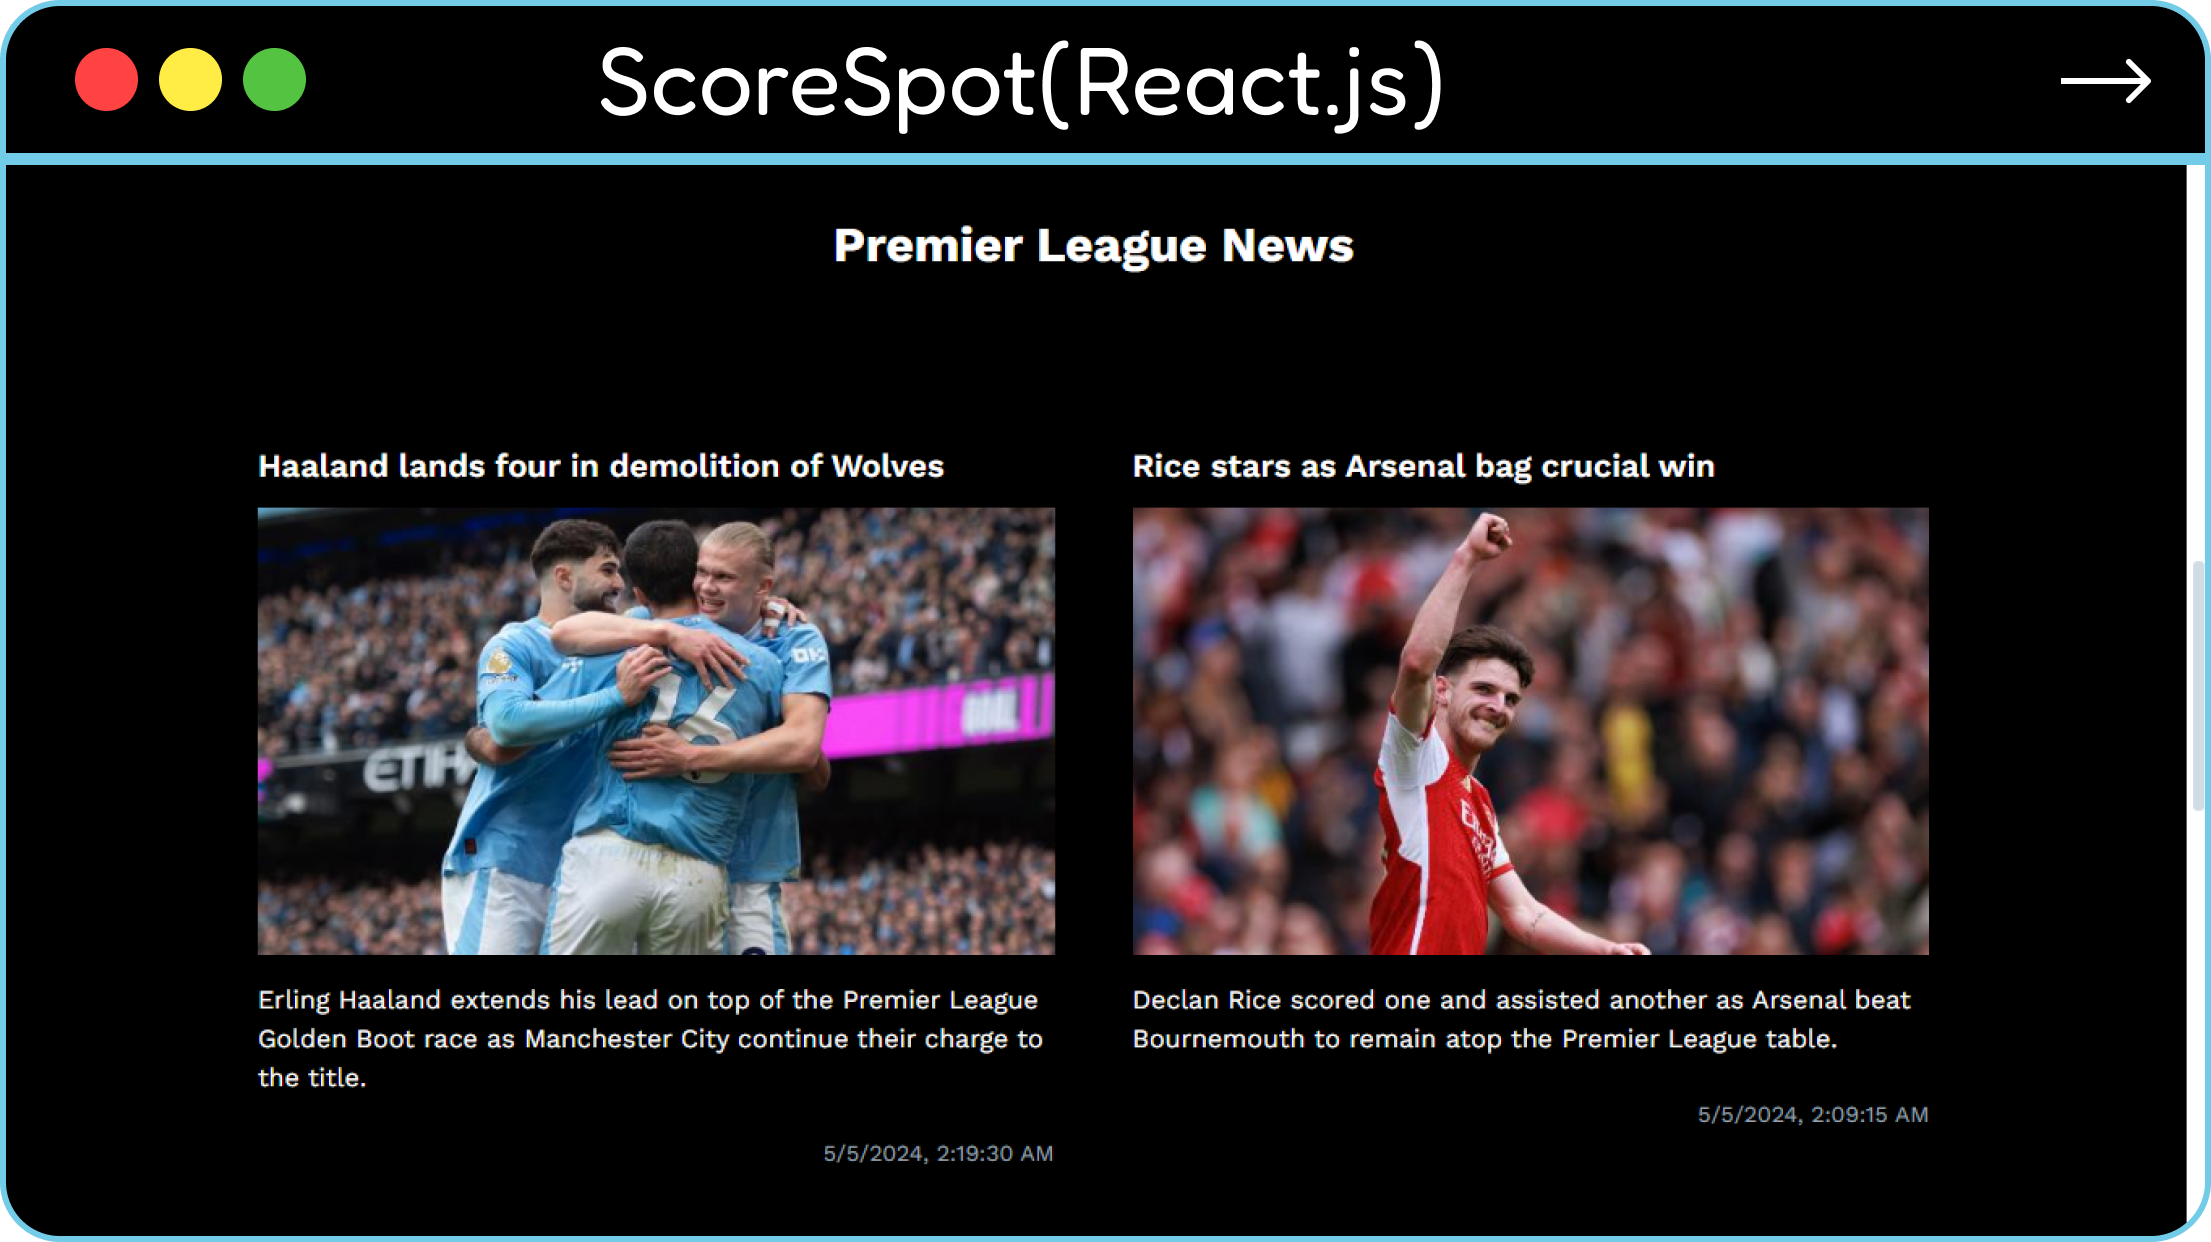 ScoreSpot(React.js)
Premier League News
Haaland lands four in demolition of Wolves
Rice stars as Arsenal bag crucial win
ETIH
16
Erling Haaland extends his lead on top of the Premier League
Golden Boot race as Manchester City continue their charge to
the title.
5/5/2024, 2:19:30 AM
Declan Rice scored one and assisted another as Arsenal beat
Bournemouth to remain atop the Premier League table.
5/5/2024, 2:09:15 AM